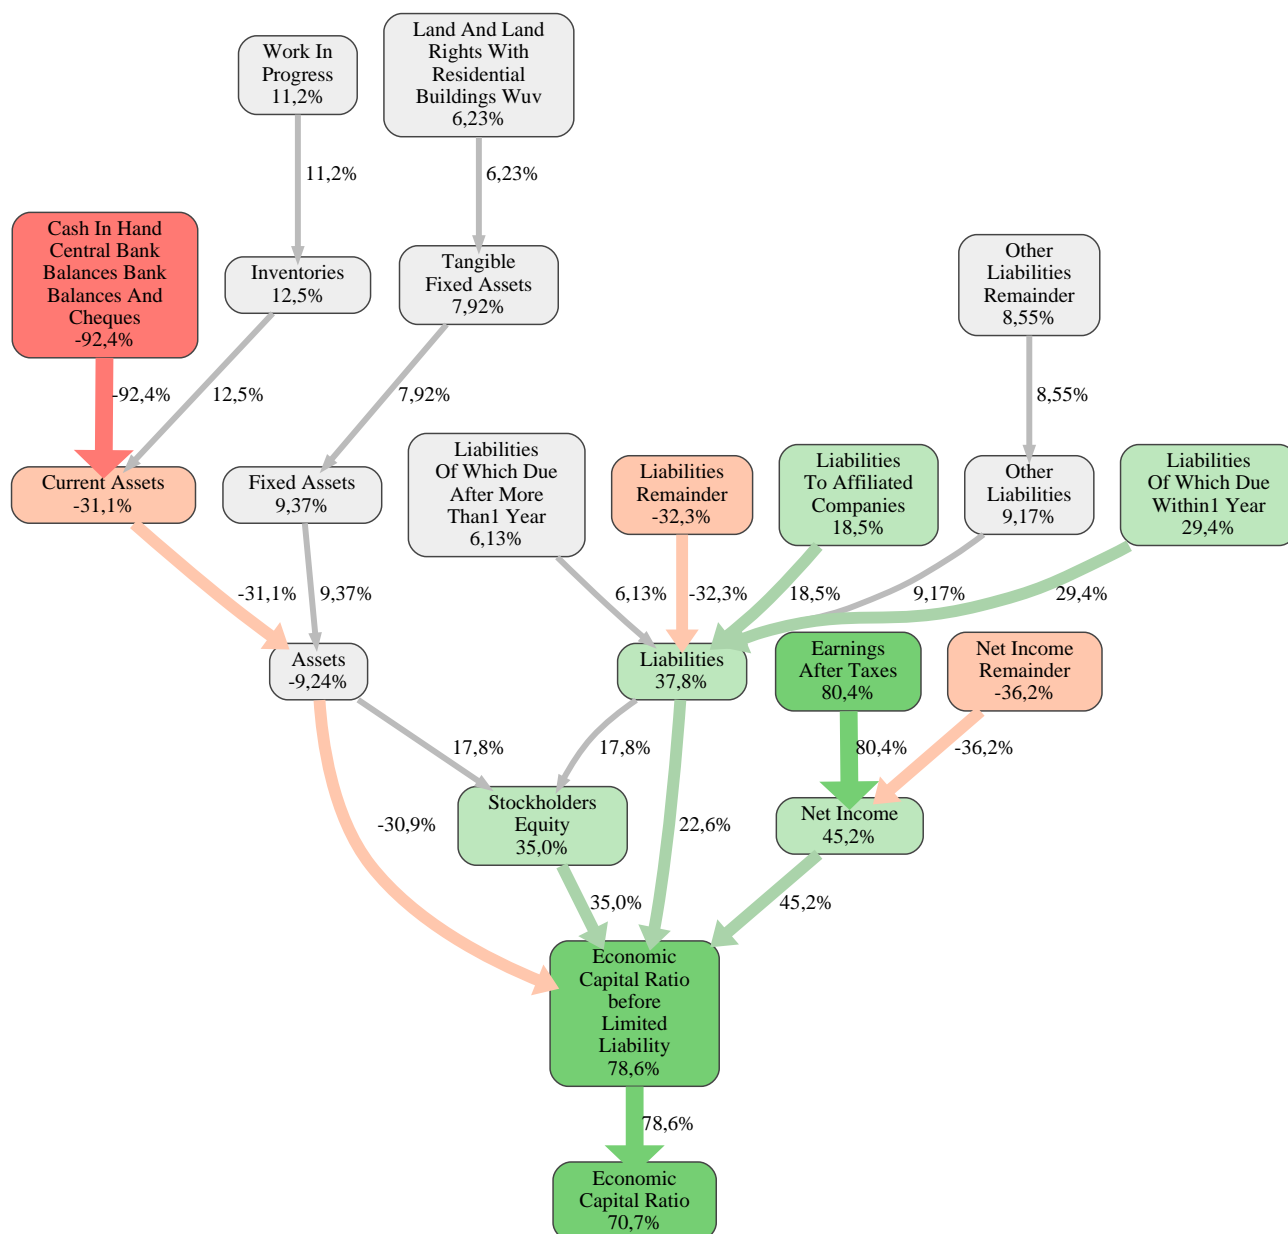 Work In
Progress
11,2%
Land And Land
Rights With
Residential
Buildings Wuv
6,23%
11,2%
6,23%
Cash In Hand
Central Bank
Balances Bank
Balances And
Cheques
-92,4%
Inventories
12,5%
Tangible
Fixed Assets
7,92%
Other
Liabilities
Remainder
8,55%
-92,4%
12,5%
7,92%
8,55%
Current Assets
-31,1%
Fixed Assets
9,37%
Liabilities
Of Which Due
After More
Than1 Year
6,13%
Liabilities
Remainder
-32,3%
Liabilities
To Affiliated
Companies
18,5%
Other
Liabilities
9,17%
Liabilities
Of Which Due
Within1 Year
29,4%
-31,1%
9,37%
6,13%
-32,3%
18,5%
9,17%
29,4%
Assets
-9,24%
Liabilities
37,8%
Earnings
After Taxes
80,4%
Net Income
Remainder
-36,2%
17,8%
17,8%
80,4%
-36,2%
-30,9%
Stockholders
Equity
35,0%
22,6%
Net Income
45,2%
35,0%
45,2%
Economic
Capital Ratio
before
Limited
Liability
78,6%
78,6%
Economic
Capital Ratio
70,7%